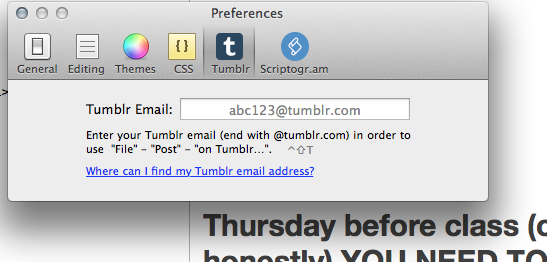 Preferences
General Editing Themes CSS Tumblr Scriptogr.am
{ }
t
>
Tumblr Email: abc123@tumblr.com
Enter your Tumblr email (end with @tumblr.com) in order to
use "File" - "Post" - "on Tumblr...". ^⇧T
Where can I find my Tumblr email address?
Thursday before class (
honestly) YOU NEED TO